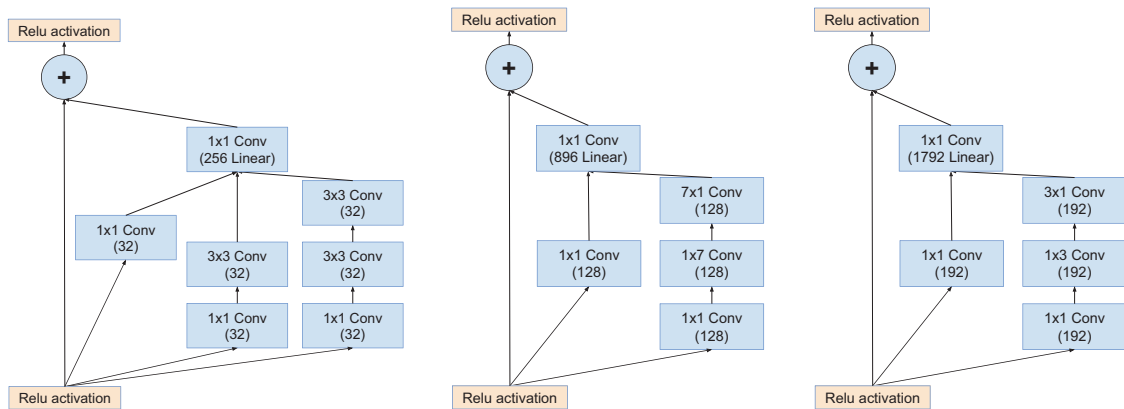 Relu activation
+
1x1 Conv
(256 Linear)
3x3 Conv
(32)
1x1 Conv
(32)
3x3 Conv
(32)
3x3 Conv
(32)
1x1 Conv
(32)
1x1 Conv
(32)
Relu activation
Relu activation
+
1x1 Conv
(896 Linear)
7x1 Conv
(128)
1x1 Conv
(128)
1x7 Conv
(128)
1x1 Conv
(128)
Relu activation
Relu activation
+
1x1 Conv
(1792 Linear)
3x1 Conv
(192)
1x1 Conv
(192)
1x3 Conv
(192)
1x1 Conv
(192)
Relu activation